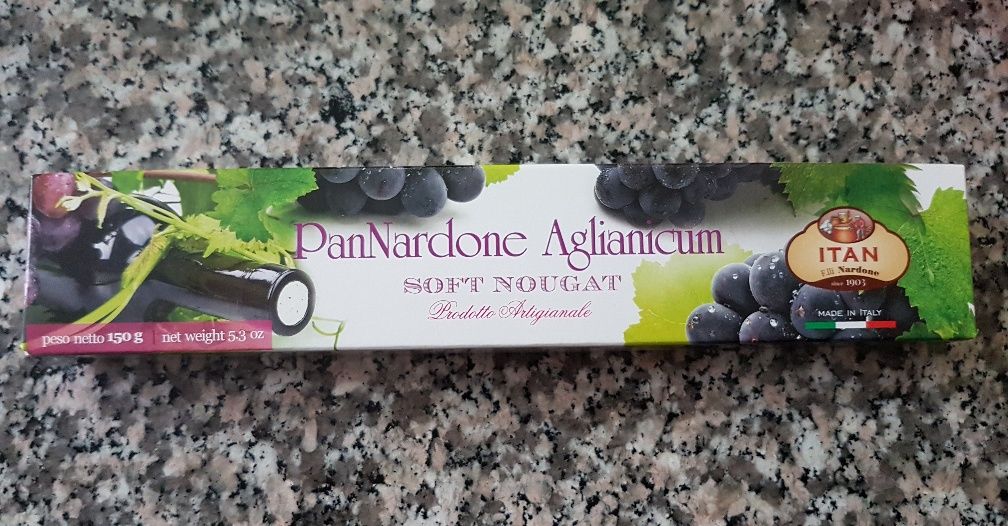 PanNardone Aglianicum
SOFT NOUGAT
Prodotto Artigianale
peso netto 150 g | net weight 5.3 oz
ITAN
F.lli Nardone
since 1903
MADE IN ITALY